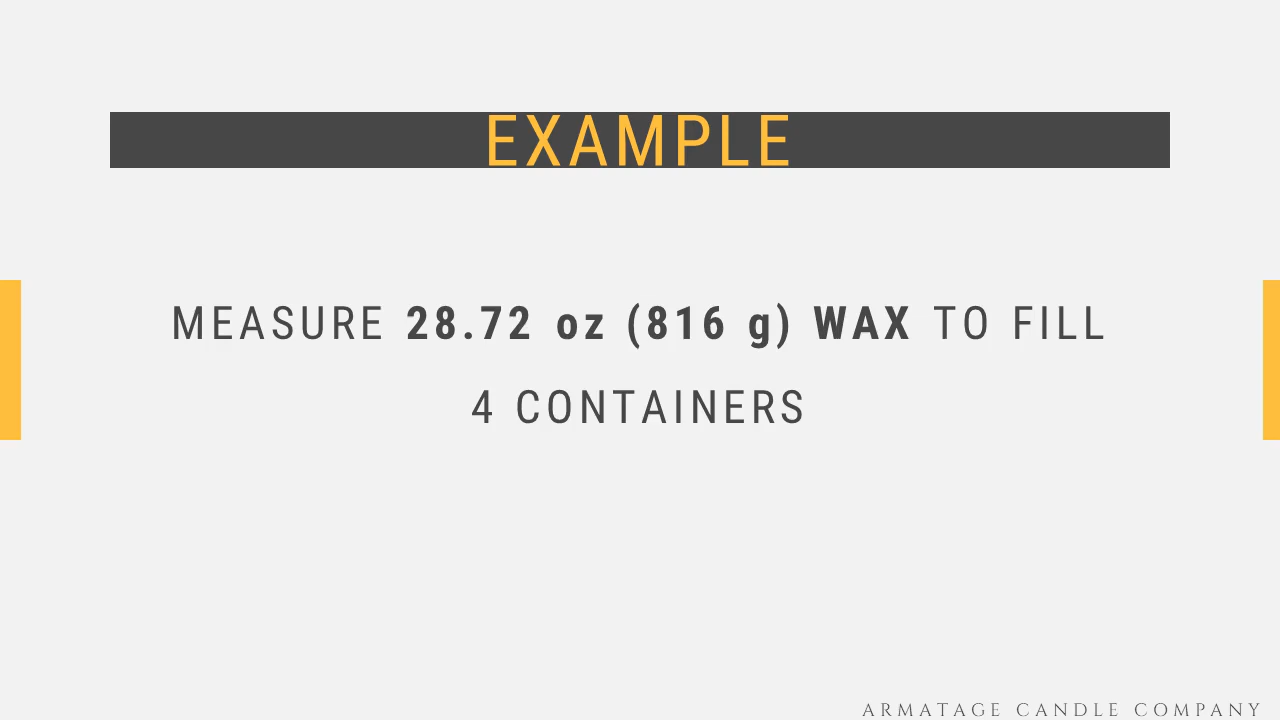 EXAMPLE
MEASURE 28.72 oz (816 g) WAX TO FILL
4 CONTAINERS
ARMATAGE CANDLE COMPANY